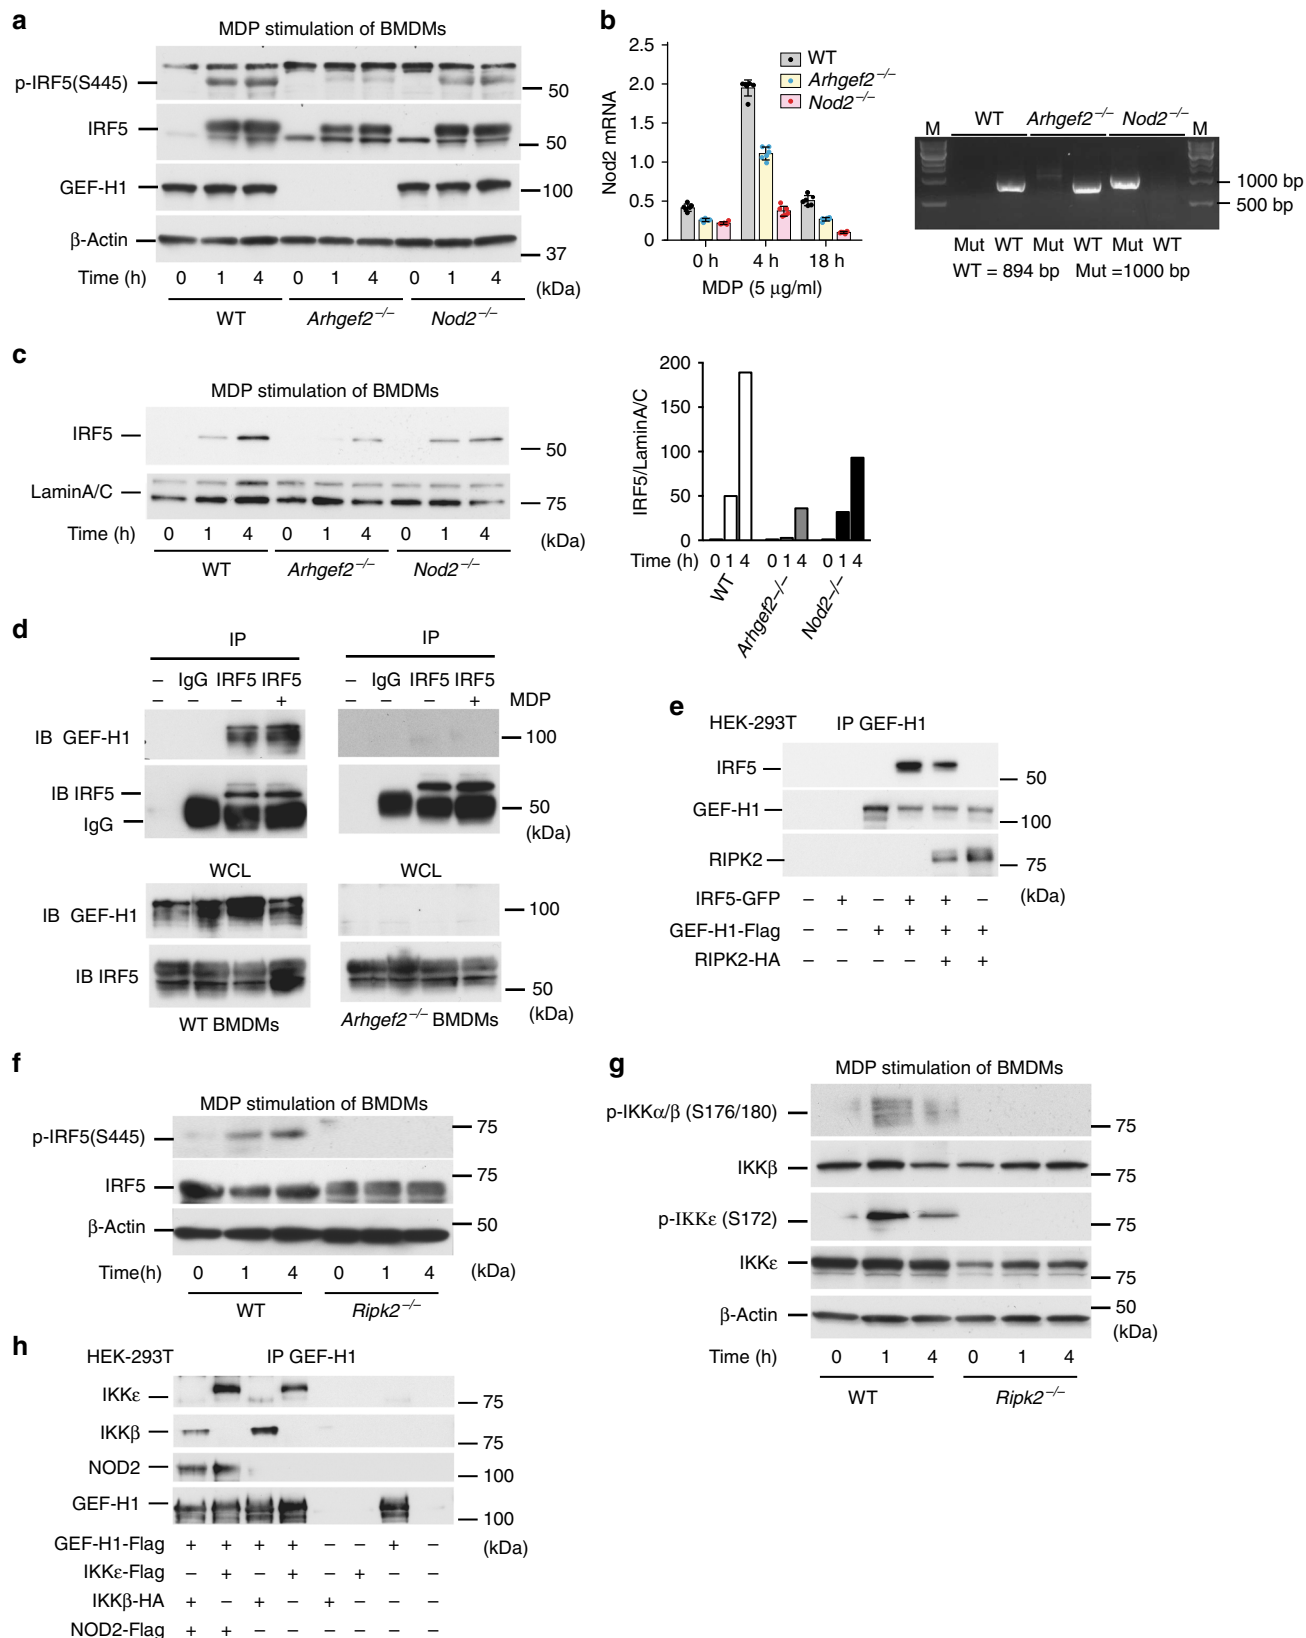 a
MDP stimulation of BMDMs
p-IRF5(S445)
50
IRF5
50
GEF-H1
100
β-Actin
37
Time (h) 0 1 4 0 1 4 0 1 4 (kDa)
WT Arhgef2–/– Nod2–/–
b
Nod2 mRNA
2.5
2.0
1.5
1.0
0.5
0
WT
Arhgef2–/–
Nod2–/–
0 h 4 h 18 h
MDP (5 μg/ml)
M WT Arhgef2–/– Nod2–/– M
1000 bp
500 bp
Mut WT Mut WT Mut WT
WT = 894 bp Mut =1000 bp
c
MDP stimulation of BMDMs
IRF5
50
LaminA/C
75
Time (h) 0 1 4 0 1 4 0 1 4 (kDa)
WT Arhgef2–/– Nod2–/–
IRF5/LaminA/C
200
150
100
50
0
Time (h) 0 1 4 0 1 4 0 1 4
WT Arhgef2–/– Nod2–/–
d
IP IP
– IgG IRF5 IRF5 – IgG IRF5 IRF5
– – – + – – – + MDP
IB GEF-H1
100
IB IRF5
50
IgG
(kDa)
WCL WCL
IB GEF-H1
100
IB IRF5
50
(kDa)
WT BMDMs Arhgef2–/– BMDMs
e
HEK-293T IP GEF-H1
IRF5
50
GEF-H1
100
RIPK2
75
(kDa)
IRF5-GFP – + – + + –
GEF-H1-Flag – – + + + +
RIPK2-HA – – – – + +
f
MDP stimulation of BMDMs
p-IRF5(S445)
75
IRF5
75
β-Actin
50
Time(h) 0 1 4 0 1 4 (kDa)
WT Ripk2–/–
g
MDP stimulation of BMDMs
p-IKKα/β (S176/180)
75
IKKβ
75
p-IKKε (S172)
75
IKKε
75
β-Actin
50
(kDa)
Time (h) 0 1 4 0 1 4
WT Ripk2–/–
h
HEK-293T IP GEF-H1
IKKε
75
IKKβ
75
NOD2
100
GEF-H1
100
GEF-H1-Flag + + + + – – + – (kDa)
IKKε-Flag – + – + – + – –
IKKβ-HA + – + – + – – –
NOD2-Flag + + – – – – – –